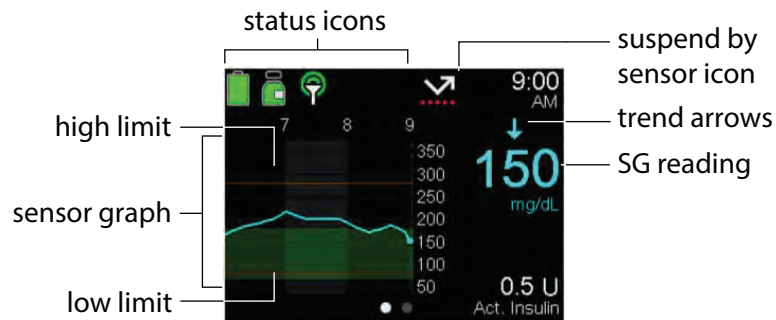 status icons
suspend by
sensor icon
9:00
AM
high limit
7 8 9
trend arrows
350
300
250
200
150
100
50
150
mg/dL
SG reading
sensor graph
low limit
0.5 U
Act. Insulin